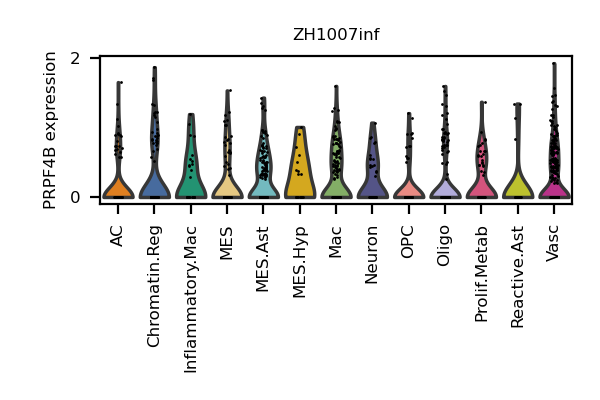 ZH1007inf
PRPF4B expression
2
0
AC
Chromatin.Reg
Inflammatory.Mac
MES
MES.Ast
MES.Hyp
Mac
Neuron
OPC
Oligo
Prolif.Metab
Reactive.Ast
Vasc